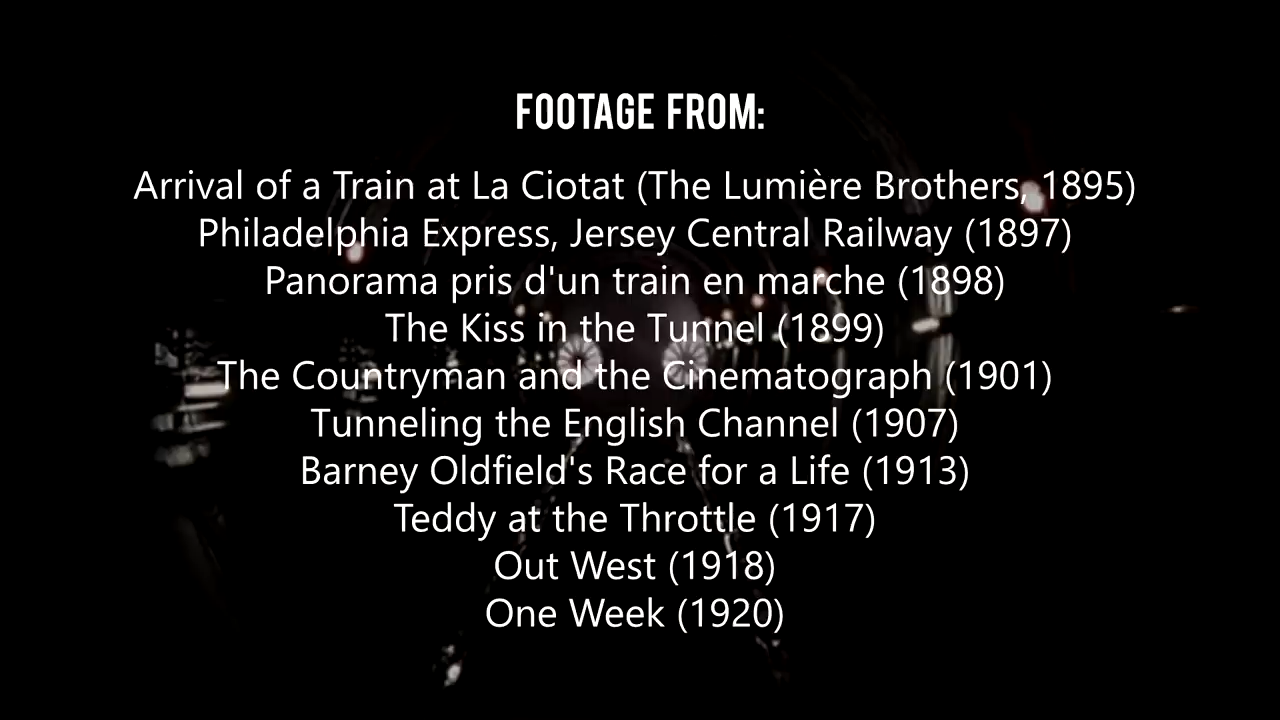 FOOTAGE FROM:
Arrival of a Train at La Ciotat (The Lumière Brothers, 1895)
Philadelphia Express, Jersey Central Railway (1897)
Panorama pris d'un train en marche (1898)
The Kiss in the Tunnel (1899)
The Countryman and the Cinematograph (1901)
Tunneling the English Channel (1907)
Barney Oldfield's Race for a Life (1913)
Teddy at the Throttle (1917)
Out West (1918)
One Week (1920)